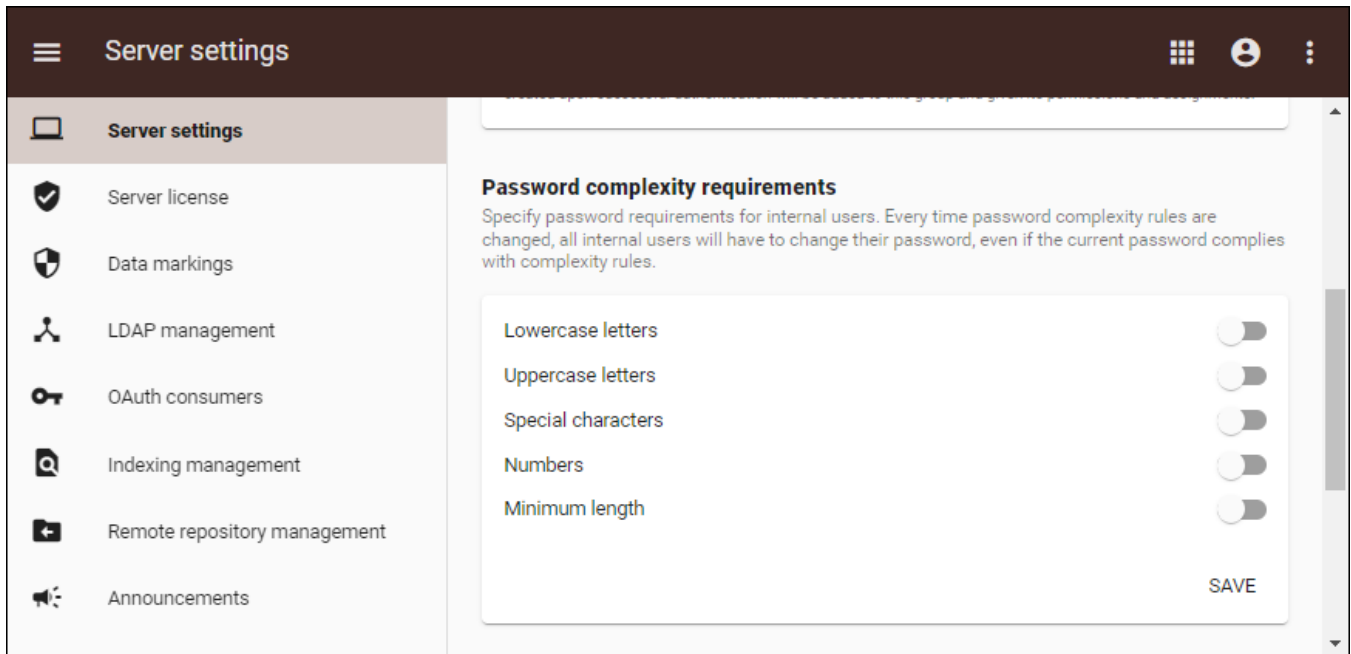 Server settings
Server settings
Server license
Data markings
LDAP management
OAuth consumers
Indexing management
Remote repository management
Announcements
Password complexity requirements
Specify password requirements for internal users. Every time password complexity rules are
changed, all internal users will have to change their password, even if the current password complies
with complexity rules.
Lowercase letters
Uppercase letters
Special characters
Numbers
Minimum length
SAVE